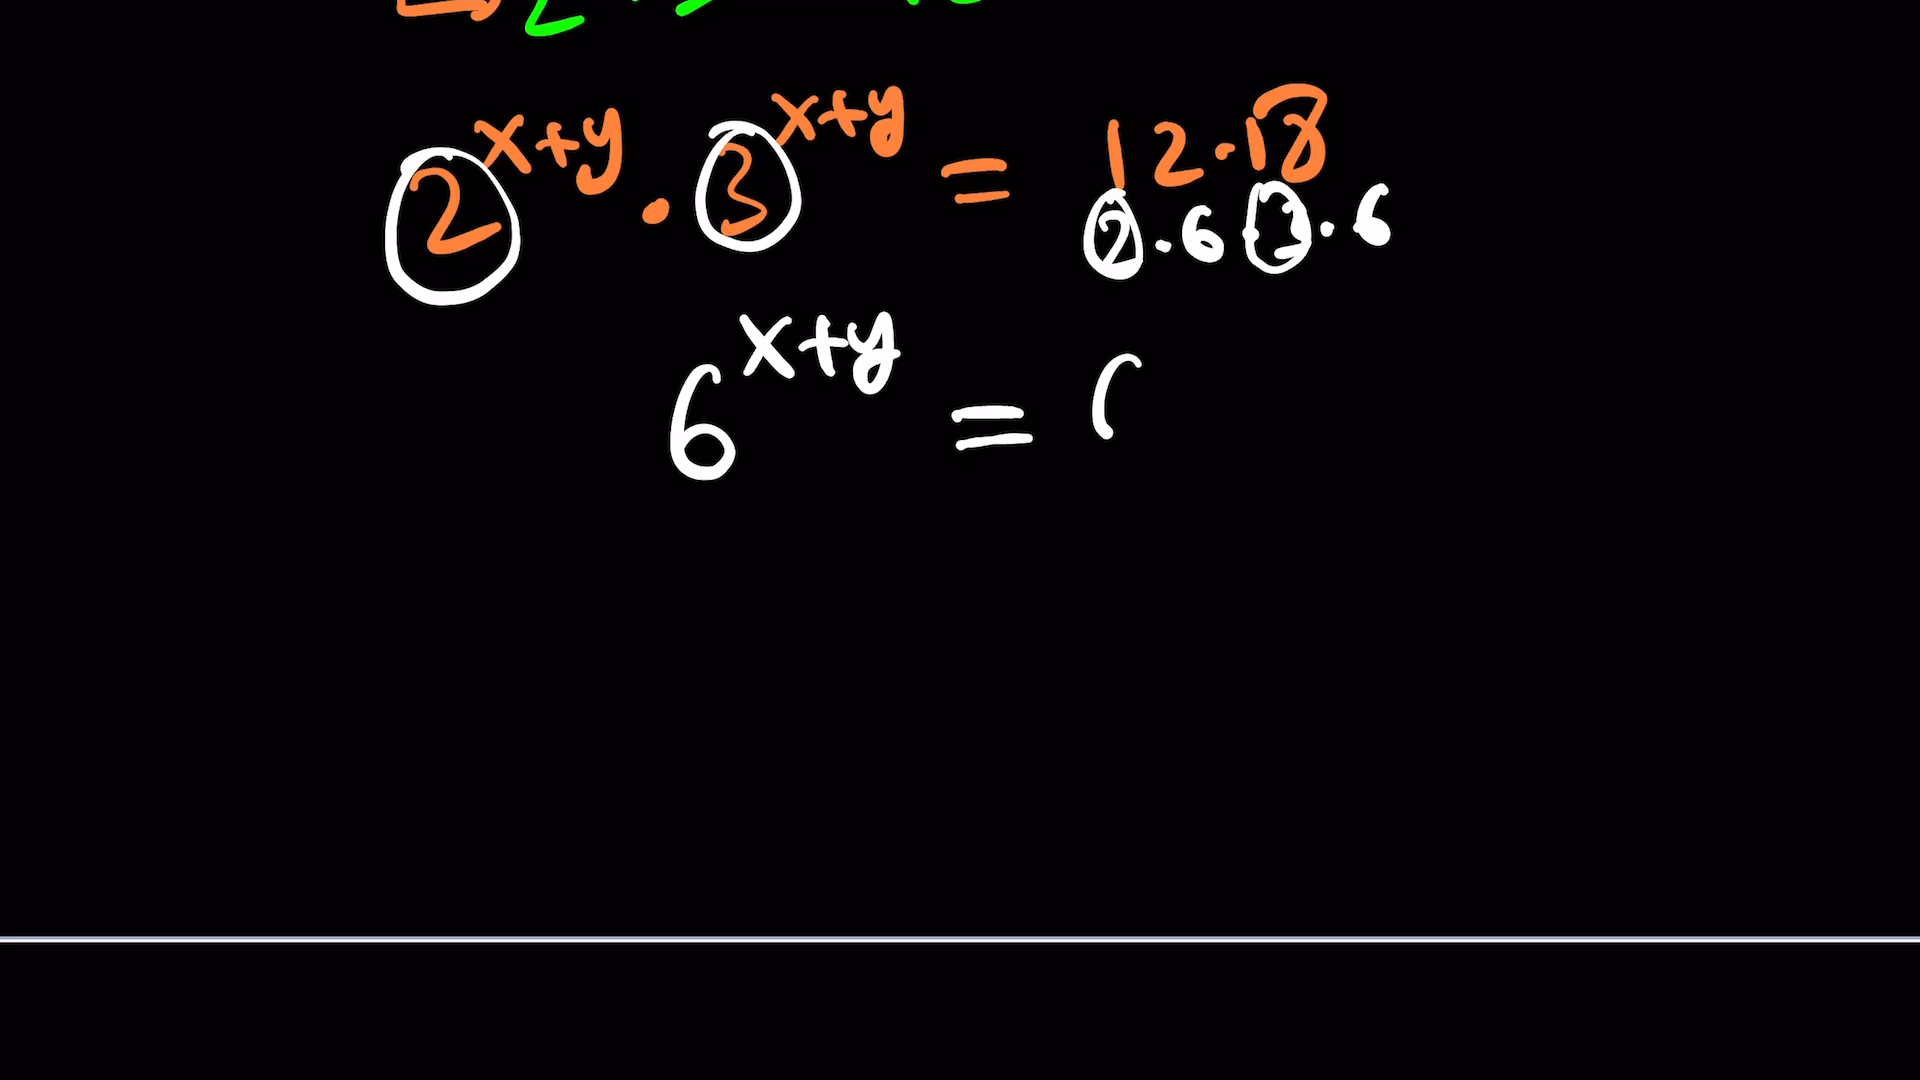 2^{x+y} · 3^{x+y} = 12·18
2·6 3·6
6^{x+y} =